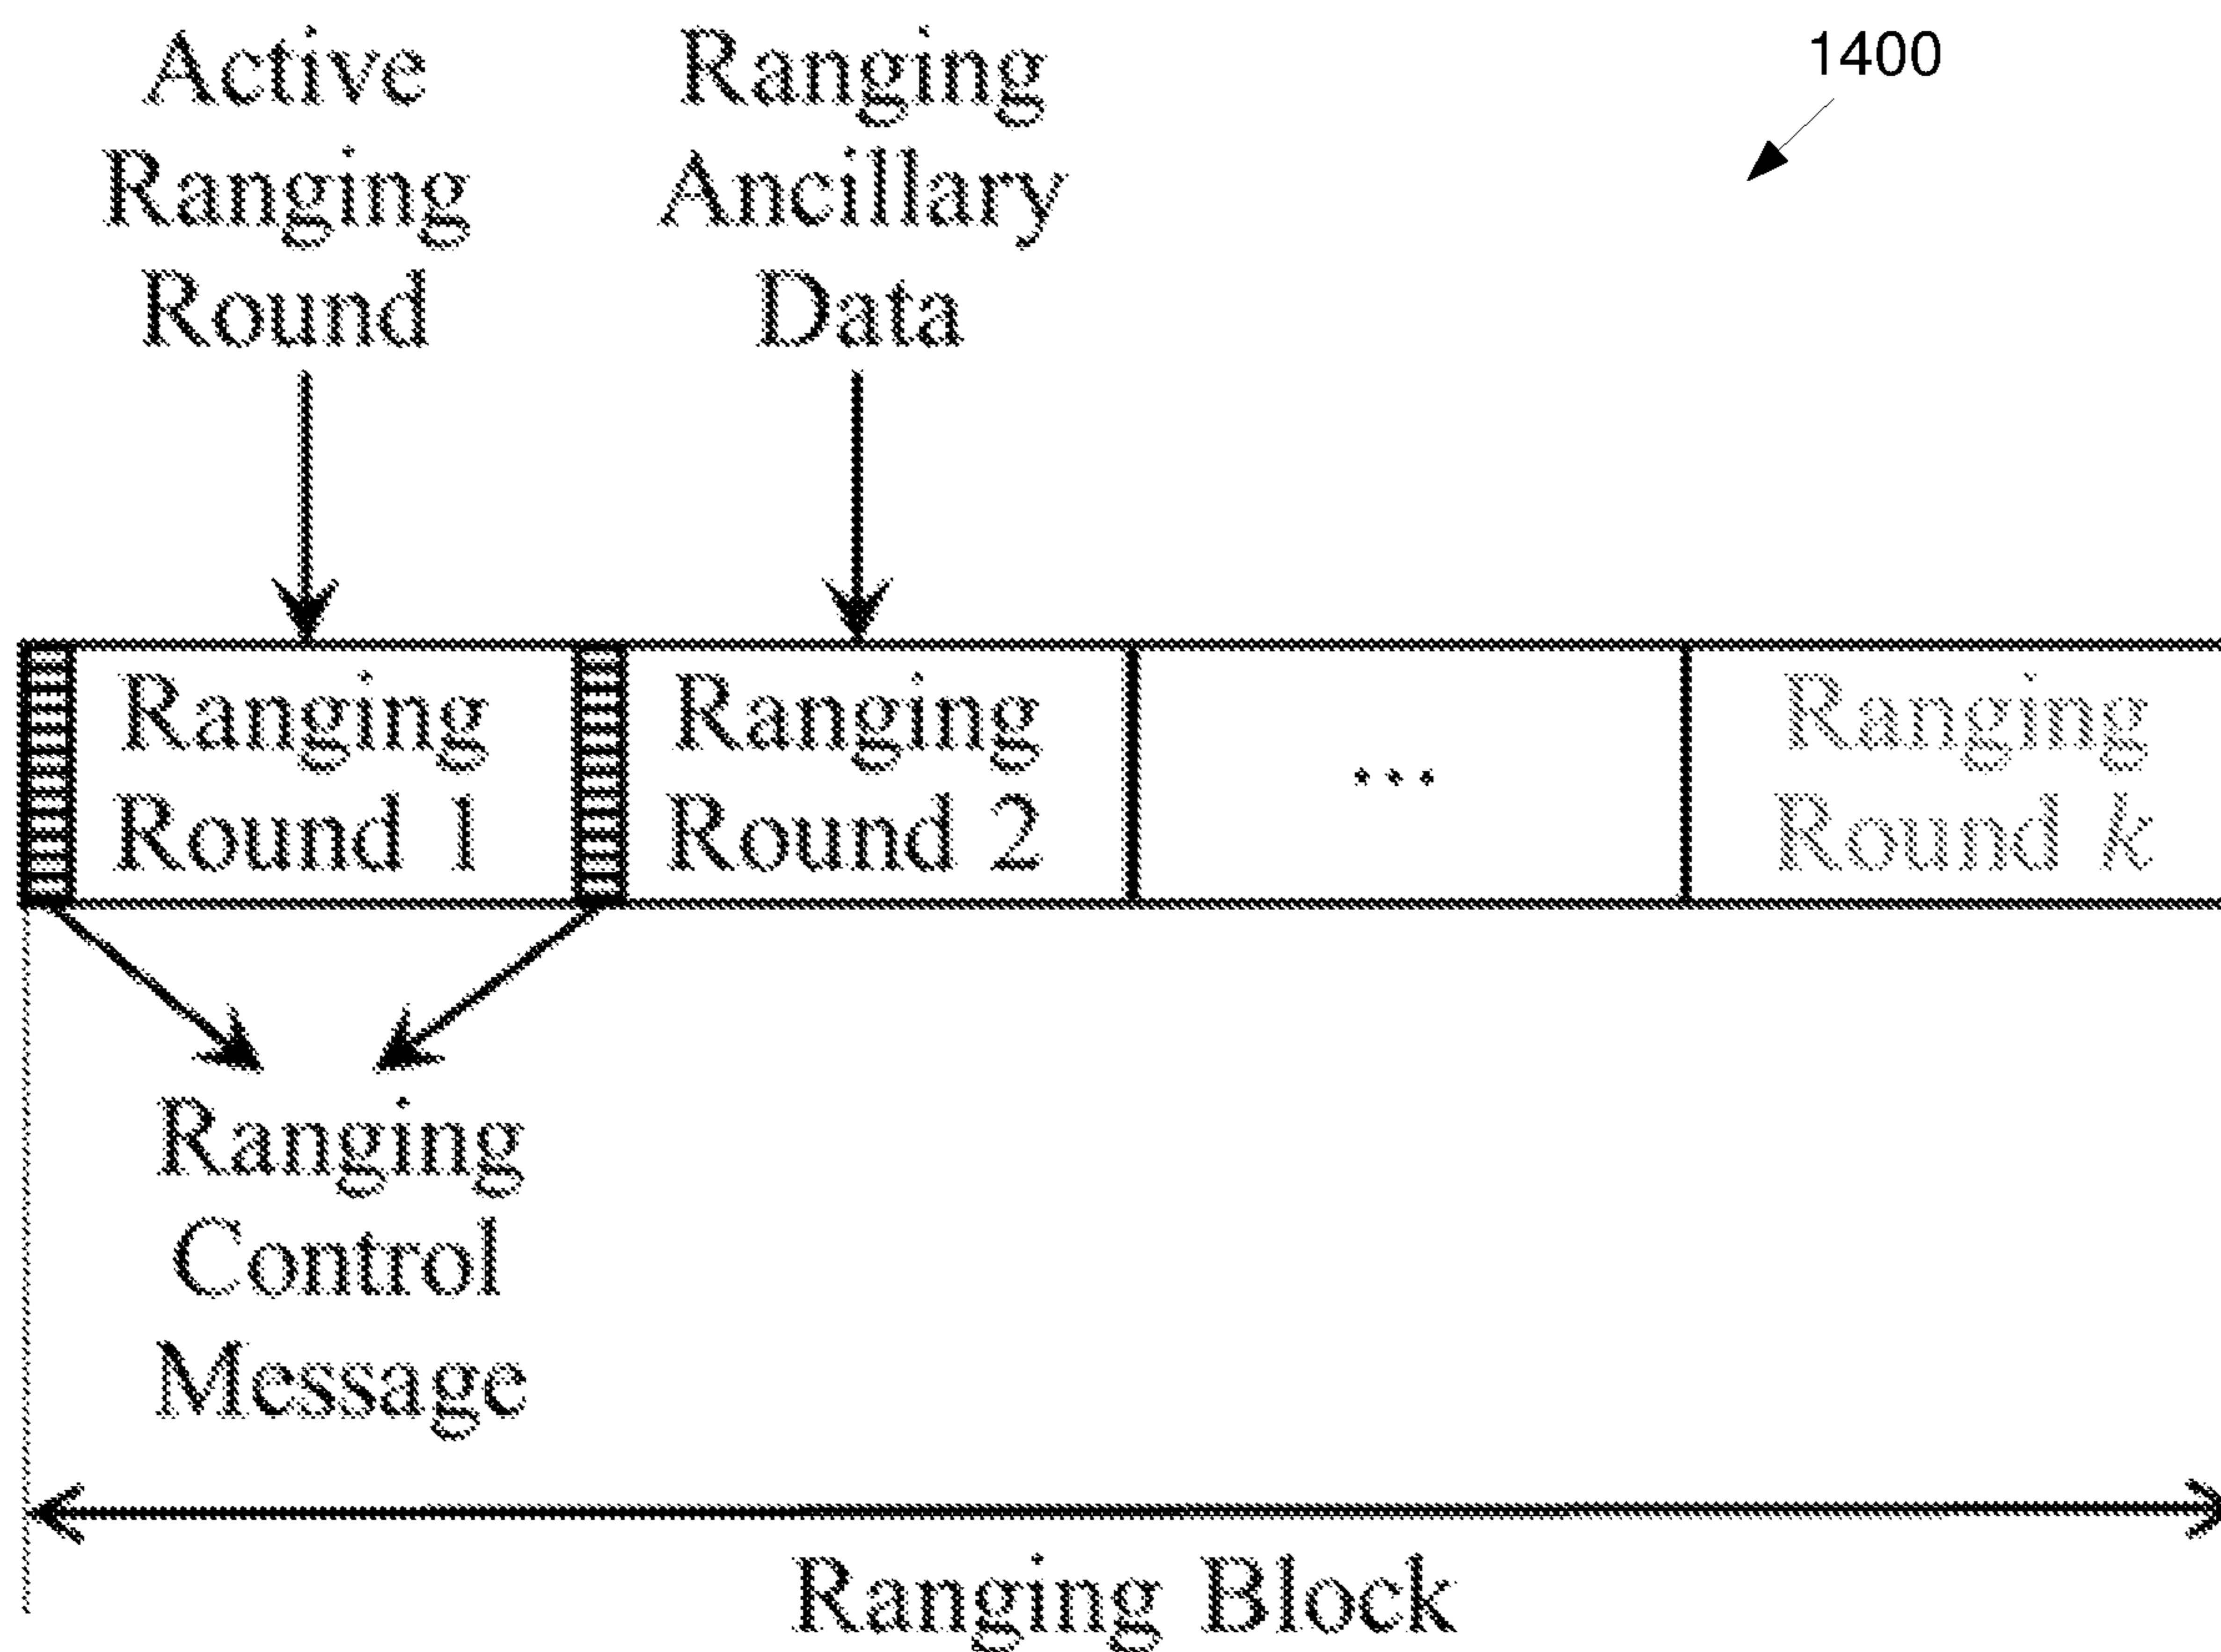 Active
Ranging
Round
Ranging
Ancillary
Data
1400
Ranging
Round 1
Ranging
Round 2
...
Ranging
Round k
Ranging
Control
Message
Ranging Block